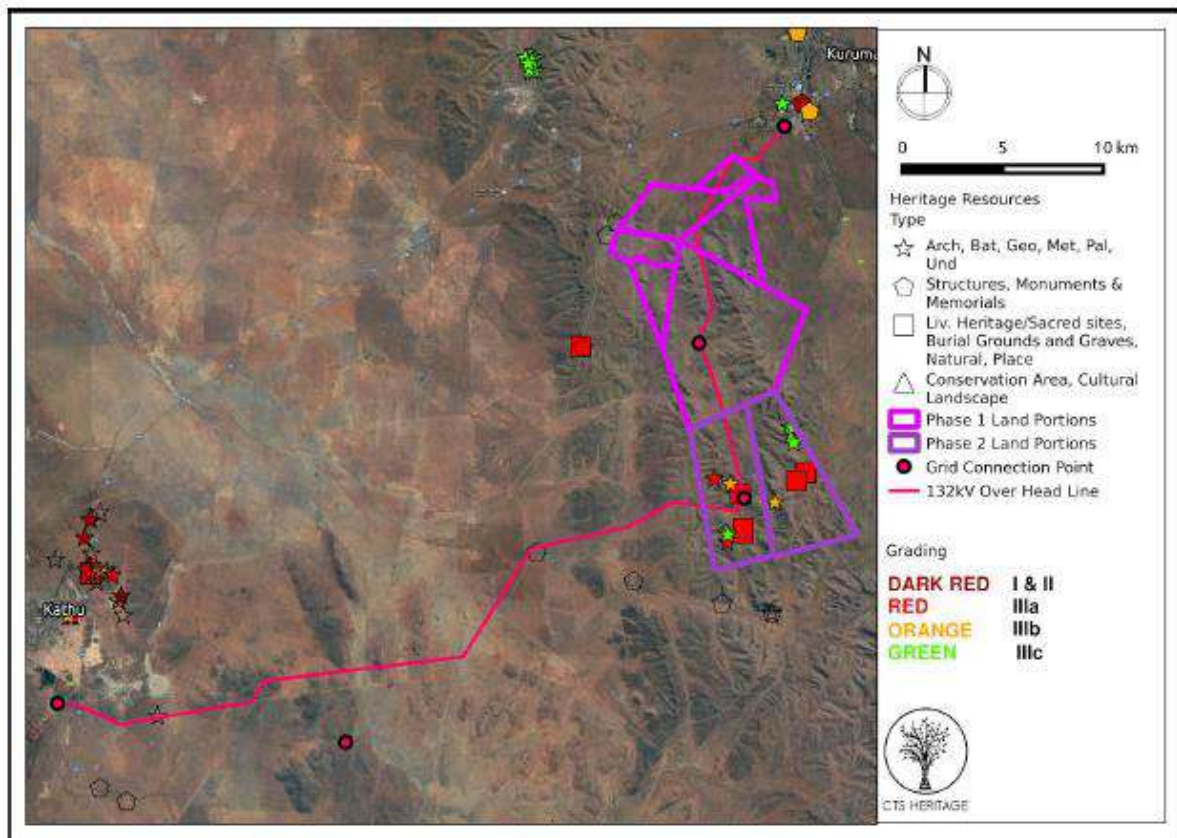 Kuruma
Kathu
N
0 5 10 km
Heritage Resources
Type
Arch, Bat, Geo, Met, Pal,
Und
Structures, Monuments &
Memorials
Liv. Heritage/Sacred sites,
Burial Grounds and Graves,
Natural, Place
Conservation Area, Cultural
Landscape
Phase 1 Land Portions
Phase 2 Land Portions
Grid Connection Point
132kV Over Head Line
Grading
DARK RED I & II
RED IIIa
ORANGE IIIb
GREEN IIIc
CTS HERITAGE